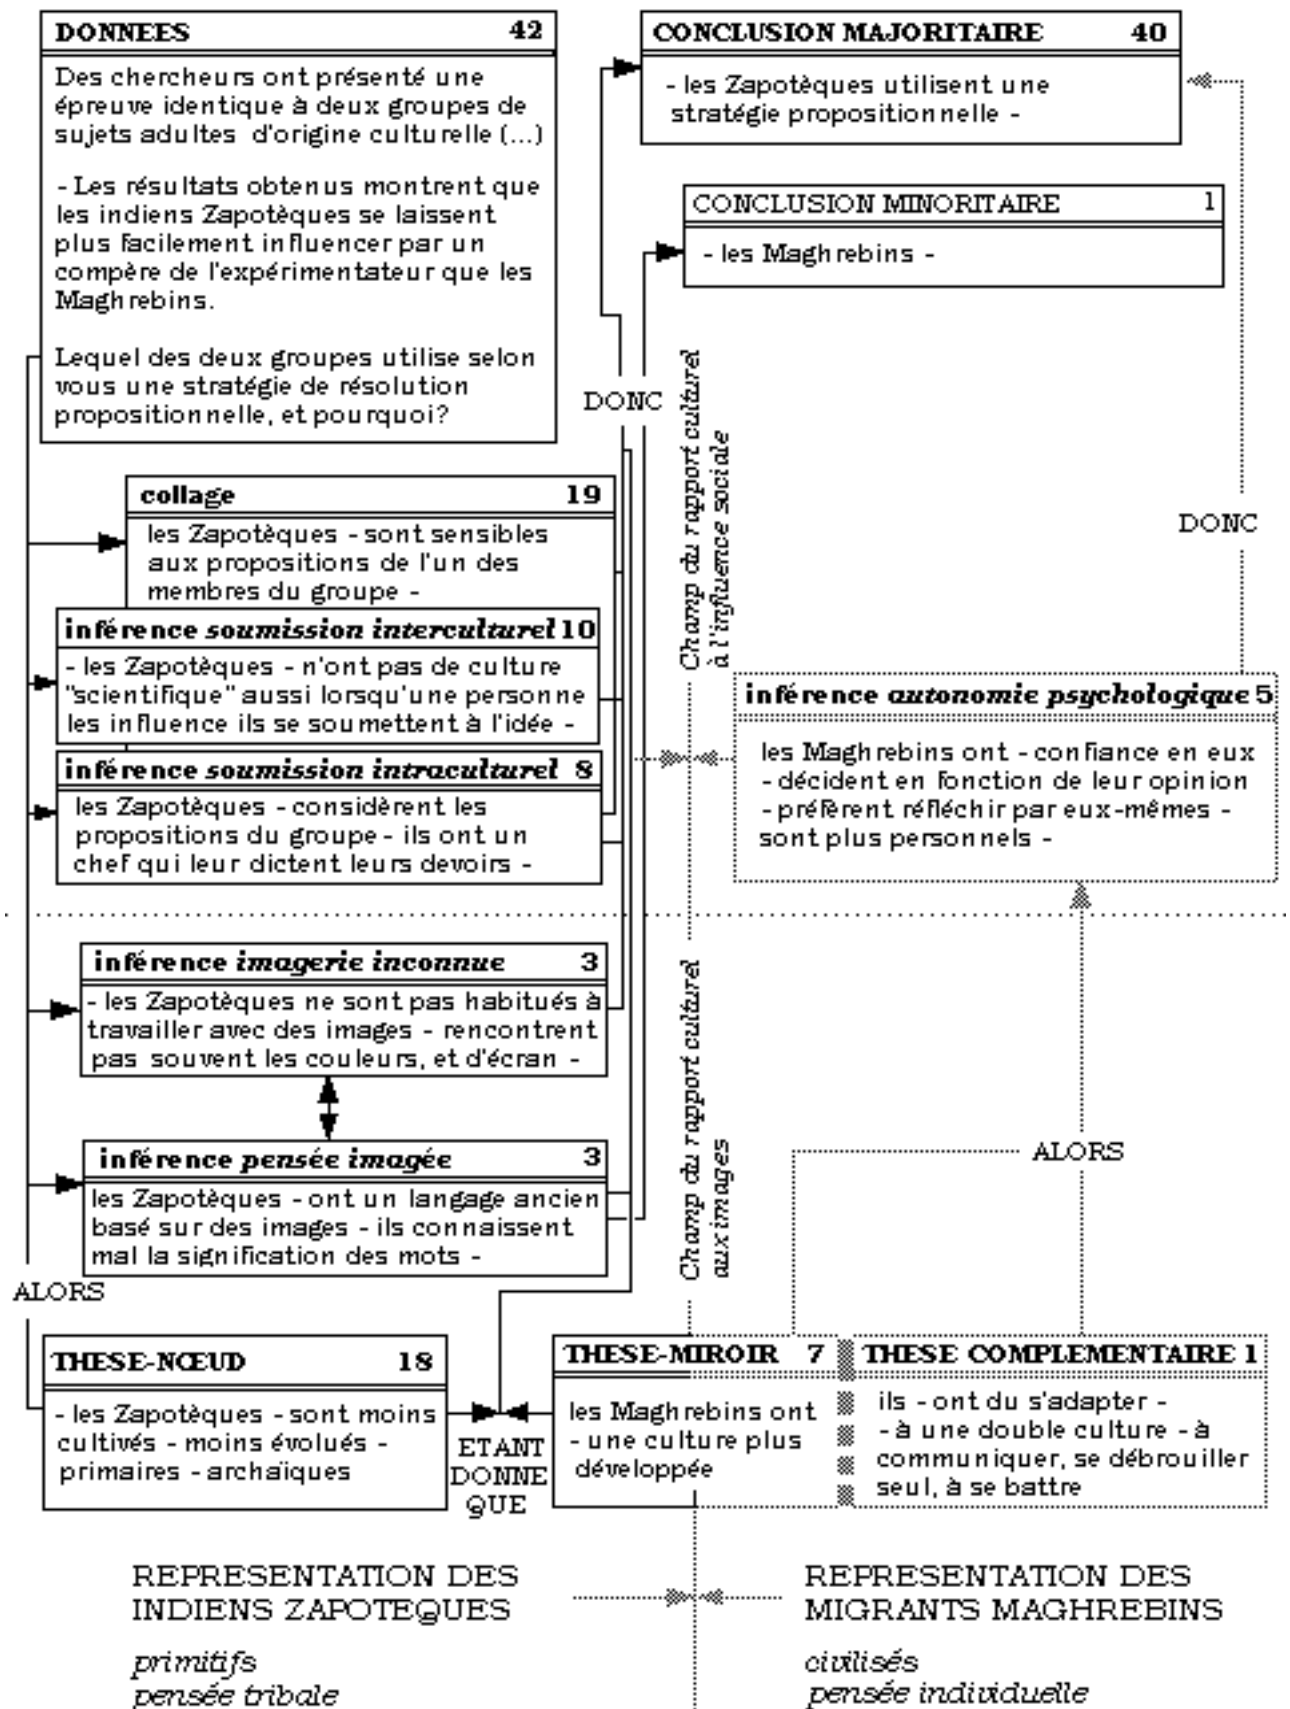 DONNEES 42
Des chercheurs ont présenté une
épreuve identique à deux groupes de
sujets adultes d'origine culturelle (...)
- Les résultats obtenus montrent que
les indiens Zapotèques se laissent
plus facilement influencer par un
compère de l'expérimentateur que les
Maghrebins.
Lequel des deux groupes utilise selon
vous une stratégie de résolution
propositionnelle, et pourquoi?
CONCLUSION MAJORITAIRE 40
- les Zapotèques utilisent une
stratégie propositionnelle -
CONCLUSION MINORITAIRE 1
- les Maghrebins -
DONC
Champ du rapport culturel
à l'influence sociale
DONC
collage 19
les Zapotèques - sont sensibles
aux propositions de l'un des
membres du groupe -
inférence soumission interculturel 10
- les Zapotèques - n'ont pas de culture
"scientifique" aussi lorsqu'une personne
les influence ils se soumettent à l'idée -
inférence soumission intraculturel 8
les Zapotèques - considèrent les
propositions du groupe - ils ont un
chef qui leur dictent leurs devoirs -
inférence autonomie psychologique 5
les Maghrebins ont - confiance en eux
- décident en fonction de leur opinion
- préfèrent réfléchir par eux-mêmes -
sont plus personnels -
inférence imagerie inconnue 3
- les Zapotèques ne sont pas habitués à
travailler avec des images - rencontrent
pas souvent les couleurs, et d'écran -
Champ du rapport culturel
aux images
inférence pensée imagée 3
les Zapotèques - ont un langage ancien
basé sur des images - ils connaissent
mal la signification des mots -
ALORS
ALORS
THESE-NŒUD 18
- les Zapotèques - sont moins
cultivés - moins évolués -
primaires - archaïques
ETANT
DONNE
QUE
THESE-MIROIR 7
les Maghrebins ont
- une culture plus
développée
THESE COMPLEMENTAIRE 1
ils - ont du s'adapter -
- à une double culture - à
communiquer, se débrouiller
seul, à se battre
REPRESENTATION DES
INDIENS ZAPOTEQUES
primitifs
pensée tribale
REPRESENTATION DES
MIGRANTS MAGHREBINS
civilisés
pensée individuelle